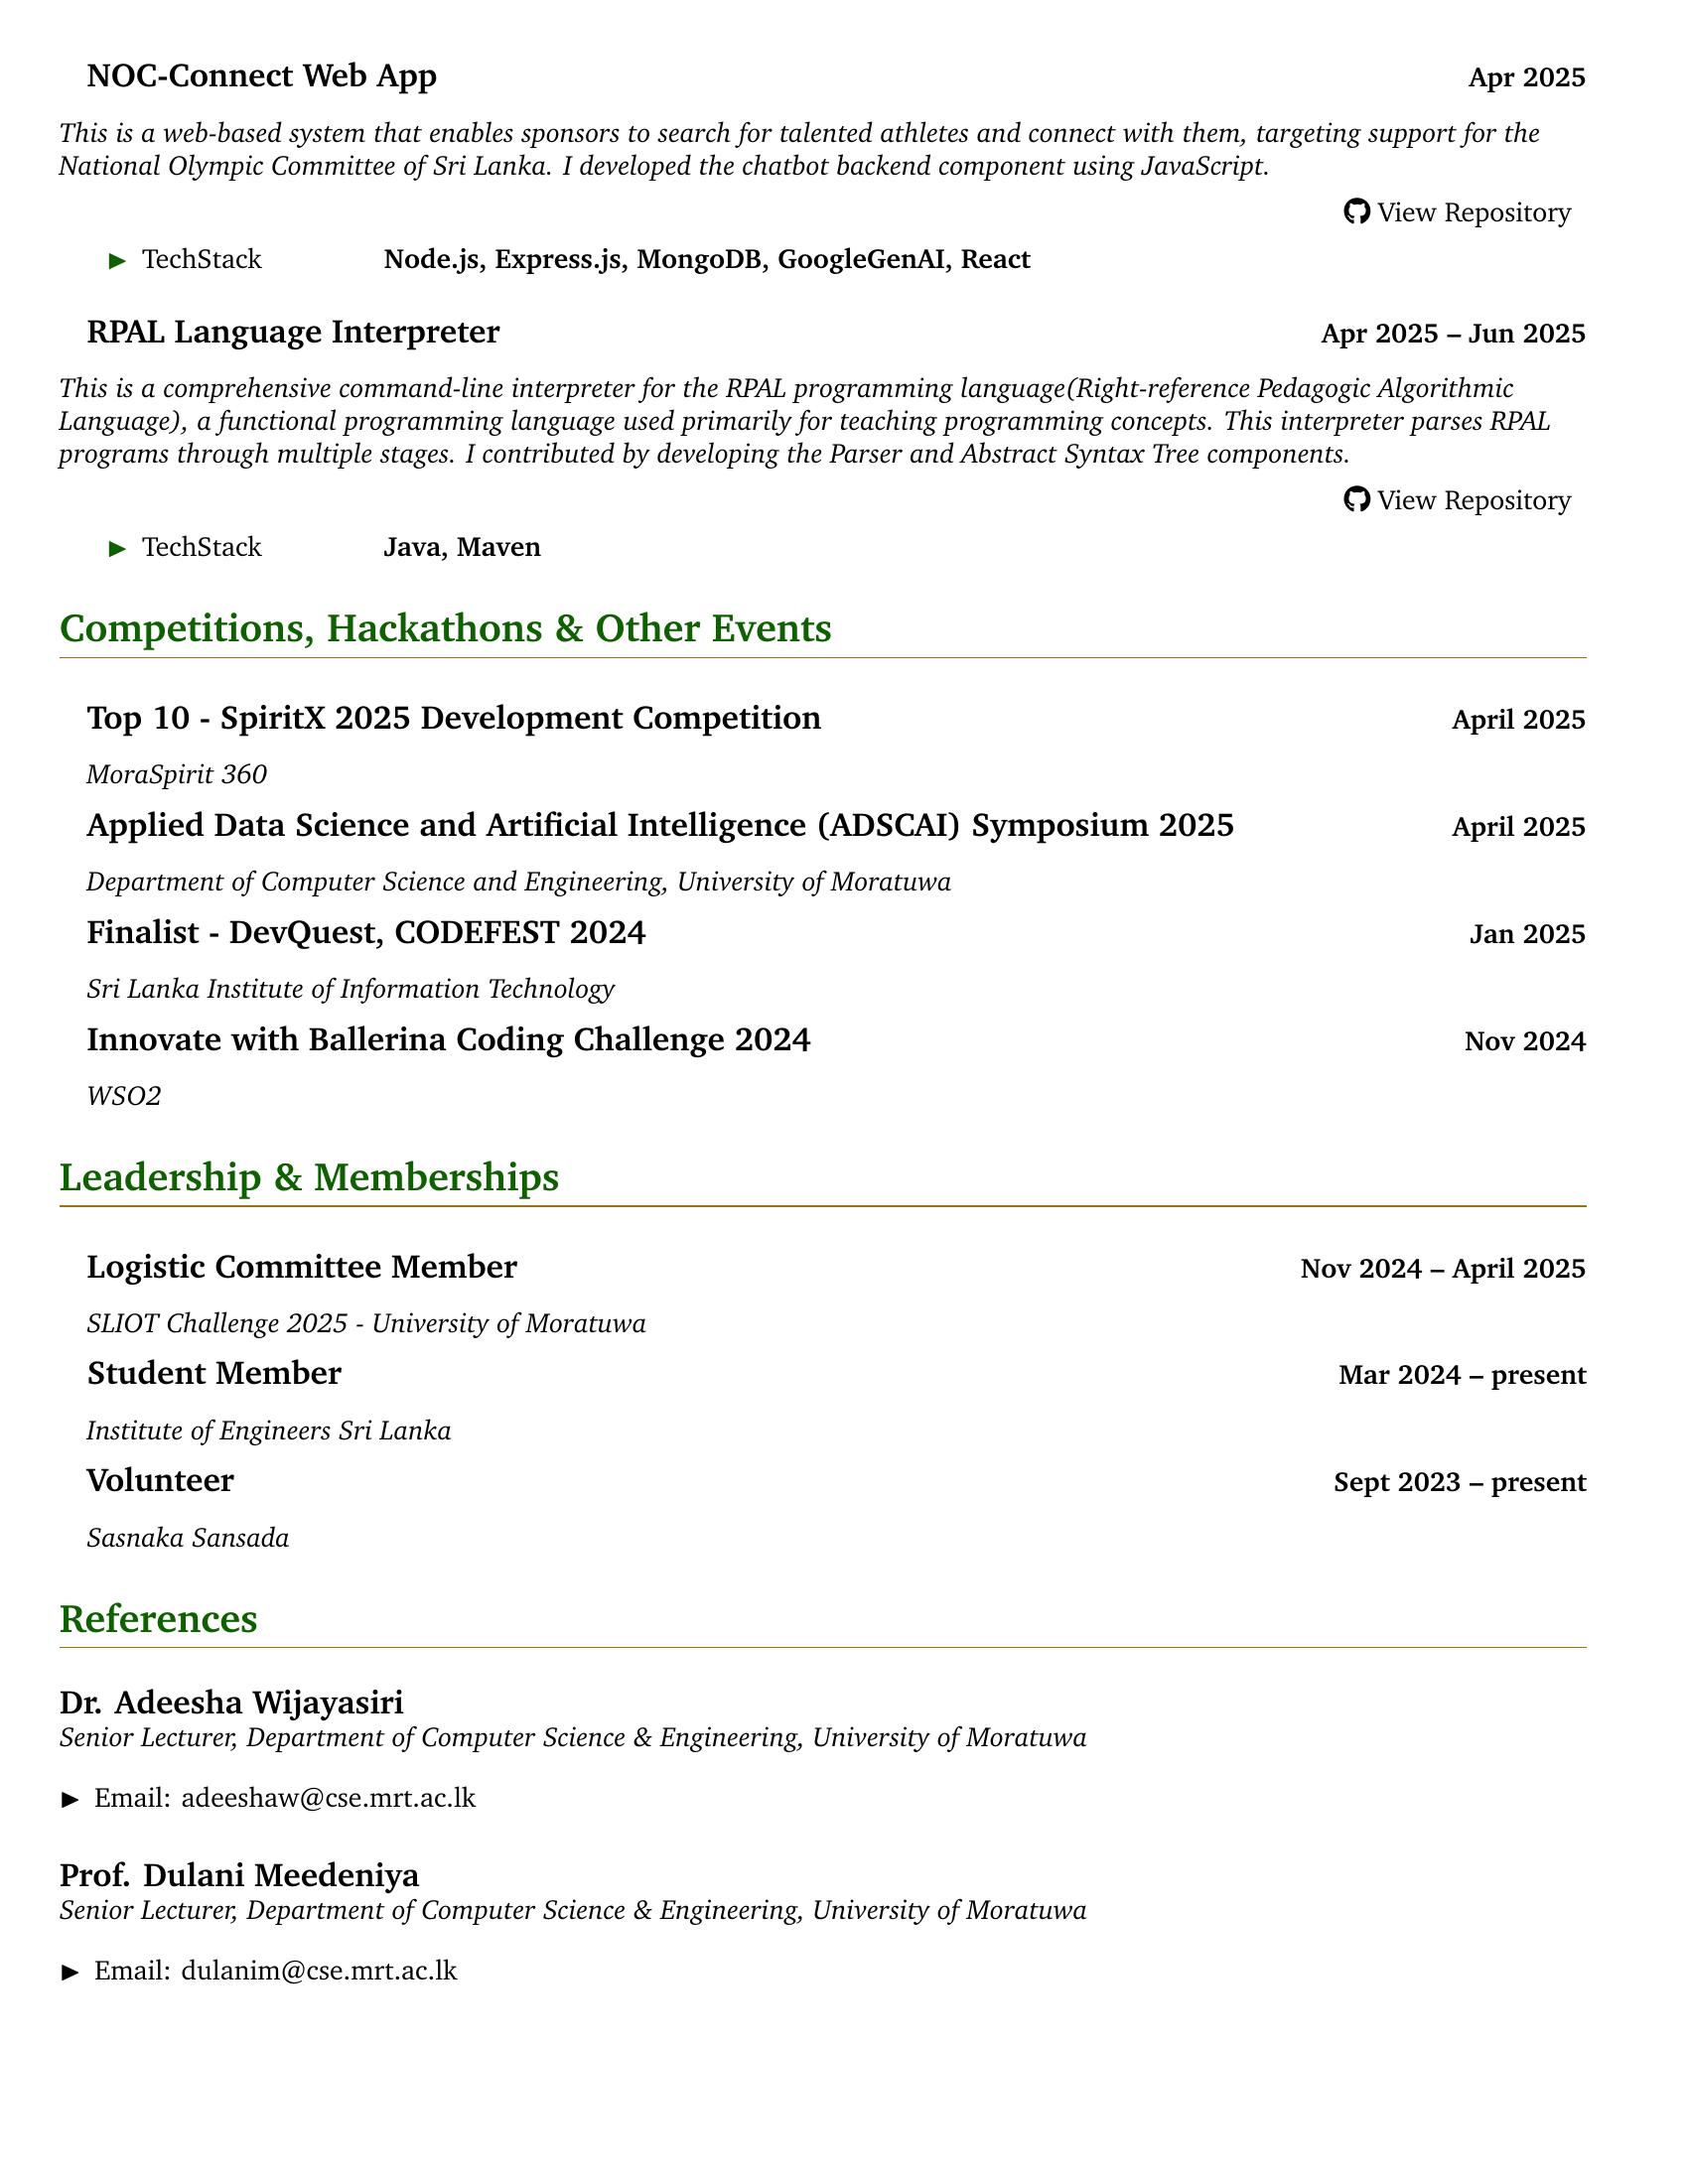 NOC-Connect Web App Apr 2025
This is a web-based system that enables sponsors to search for talented athletes and connect with them, targeting support for the
National Olympic Committee of Sri Lanka. I developed the chatbot backend component using JavaScript.
View Repository
▶ TechStack Node.js, Express.js, MongoDB, GoogleGenAI, React
RPAL Language Interpreter Apr 2025 – Jun 2025
This is a comprehensive command-line interpreter for the RPAL programming language(Right-reference Pedagogic Algorithmic
Language), a functional programming language used primarily for teaching programming concepts. This interpreter parses RPAL
programs through multiple stages. I contributed by developing the Parser and Abstract Syntax Tree components.
View Repository
▶ TechStack Java, Maven
Competitions, Hackathons & Other Events
Top 10 - SpiritX 2025 Development Competition April 2025
MoraSpirit 360
Applied Data Science and Artificial Intelligence (ADSCAI) Symposium 2025 April 2025
Department of Computer Science and Engineering, University of Moratuwa
Finalist - DevQuest, CODEFEST 2024 Jan 2025
Sri Lanka Institute of Information Technology
Innovate with Ballerina Coding Challenge 2024 Nov 2024
WSO2
Leadership & Memberships
Logistic Committee Member Nov 2024 – April 2025
SLIOT Challenge 2025 - University of Moratuwa
Student Member Mar 2024 – present
Institute of Engineers Sri Lanka
Volunteer Sept 2023 – present
Sasnaka Sansada
References
Dr. Adeesha Wijayasiri
Senior Lecturer, Department of Computer Science & Engineering, University of Moratuwa
▶ Email: adeeshaw@cse.mrt.ac.lk
Prof. Dulani Meedeniya
Senior Lecturer, Department of Computer Science & Engineering, University of Moratuwa
▶ Email: dulanim@cse.mrt.ac.lk